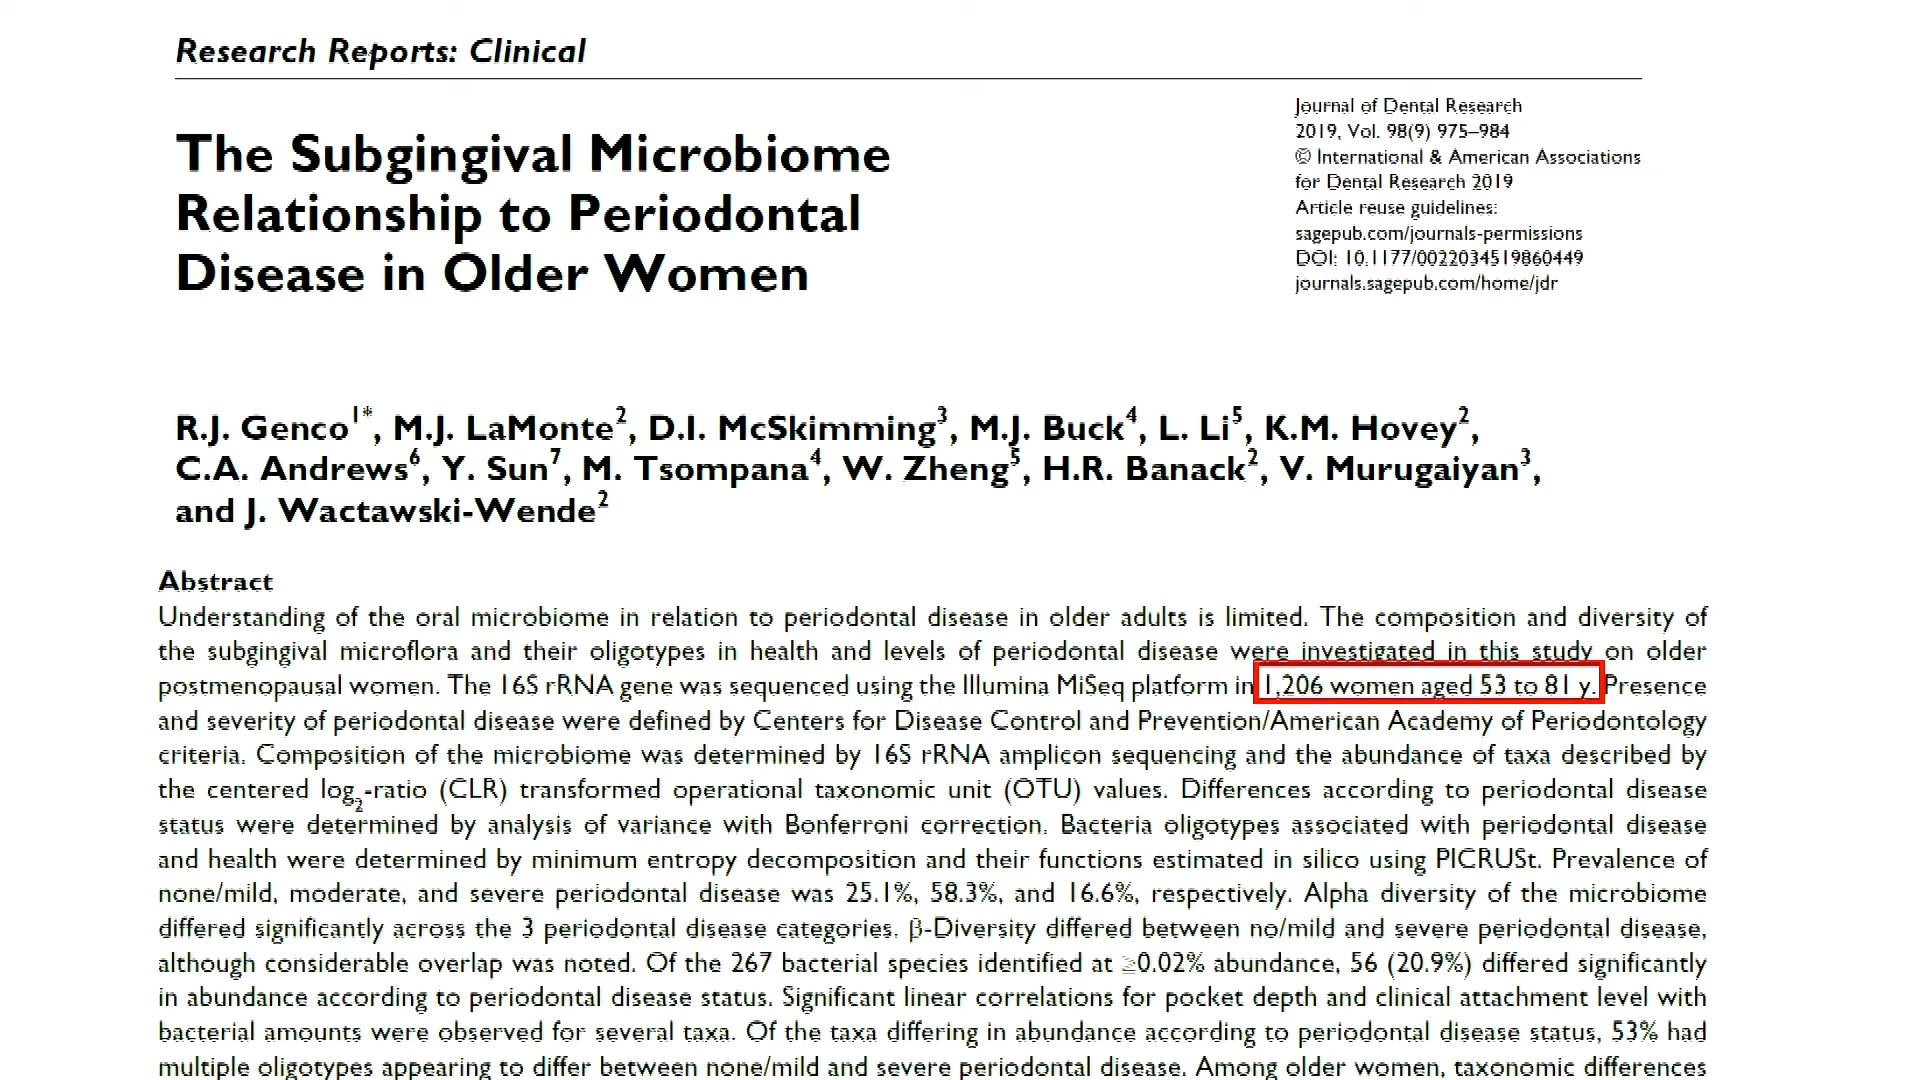 Research Reports: Clinical
The Subgingival Microbiome
Relationship to Periodontal
Disease in Older Women
Journal of Dental Research
2019, Vol. 98(9) 975–984
© International & American Associations
for Dental Research 2019
Article reuse guidelines:
sagepub.com/journals-permissions
DOI: 10.1177/0022034519860449
journals.sagepub.com/home/jdr
R.J. Genco1*, M.J. LaMonte2, D.I. McSkimming3, M.J. Buck4, L. Li5, K.M. Hovey2,
C.A. Andrews6, Y. Sun7, M. Tsompana4, W. Zheng5, H.R. Banack2, V. Murugaiyan3,
and J. Wactawski-Wende2
Abstract
Understanding of the oral microbiome in relation to periodontal disease in older adults is limited. The composition and diversity of
the subgingival microflora and their oligotypes in health and levels of periodontal disease were investigated in this study on older
postmenopausal women. The 16S rRNA gene was sequenced using the Illumina MiSeq platform in 1,206 women aged 53 to 81 y. Presence
and severity of periodontal disease were defined by Centers for Disease Control and Prevention/American Academy of Periodontology
criteria. Composition of the microbiome was determined by 16S rRNA amplicon sequencing and the abundance of taxa described by
the centered log2-ratio (CLR) transformed operational taxonomic unit (OTU) values. Differences according to periodontal disease
status were determined by analysis of variance with Bonferroni correction. Bacteria oligotypes associated with periodontal disease
and health were determined by minimum entropy decomposition and their functions estimated in silico using PICRUSt. Prevalence of
none/mild, moderate, and severe periodontal disease was 25.1%, 58.3%, and 16.6%, respectively. Alpha diversity of the microbiome
differed significantly across the 3 periodontal disease categories. β-Diversity differed between no/mild and severe periodontal disease,
although considerable overlap was noted. Of the 267 bacterial species identified at ≥0.02% abundance, 56 (20.9%) differed significantly
in abundance according to periodontal disease status. Significant linear correlations for pocket depth and clinical attachment level with
bacterial amounts were observed for several taxa. Of the taxa differing in abundance according to periodontal disease status, 53% had
multiple oligotypes appearing to differ between none/mild and severe periodontal disease. Among older women, taxonomic differences